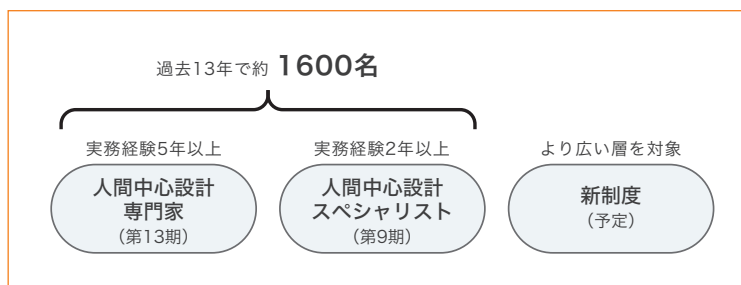 過去13年で約 1600名
実務経験5年以上
人間中心設計
専門家
(第13期)
実務経験2年以上
人間中心設計
スペシャリスト
(第9期)
より広い層を対象
新制度
(予定)